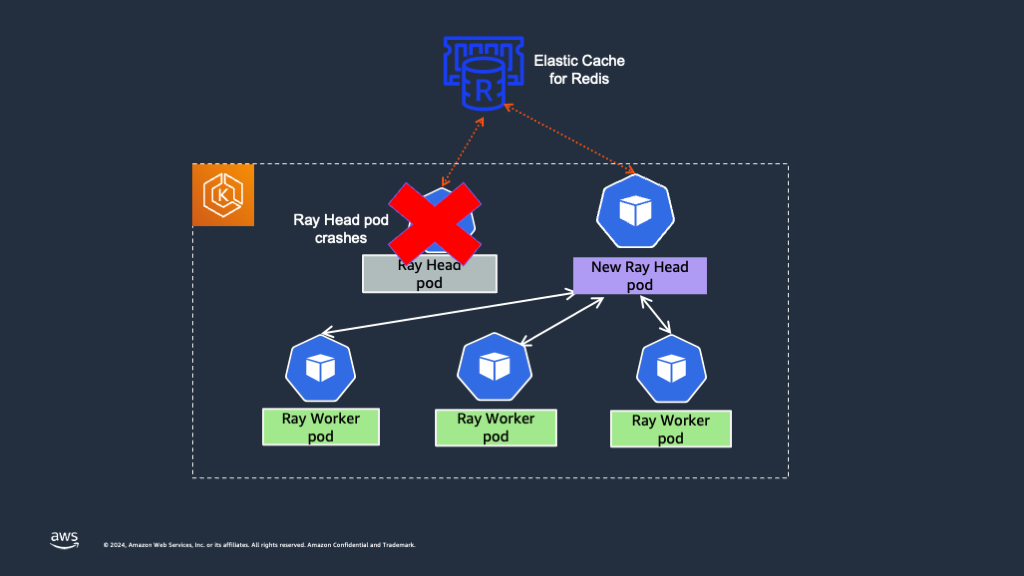 Elastic Cache
for Redis
R
K
Ray Head pod
crashes
Ray Head
pod
New Ray Head
pod
Ray Worker
pod
Ray Worker
pod
Ray Worker
pod
aws
© 2024, Amazon Web Services, Inc. or its affiliates. All rights reserved. Amazon Confidential and Trademark.